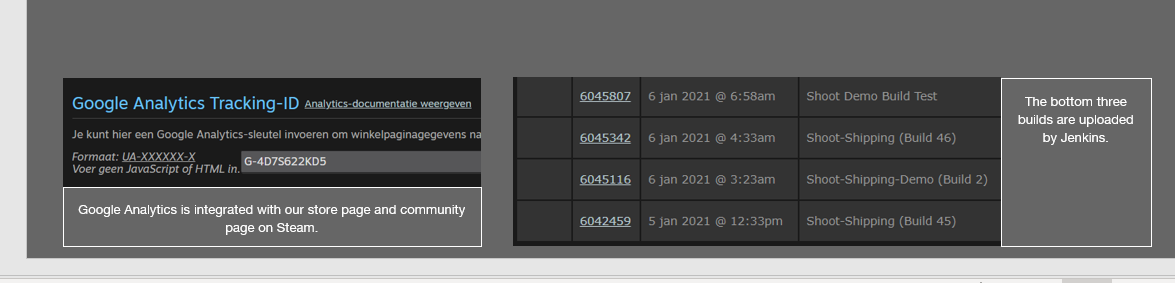 Google Analytics Tracking-ID Analytics-documentatie weergeven
Je kunt hier een Google Analytics-sleutel invoeren om winkelpaginagegevens na
Formaat: UA-XXXXXX-X
Voer geen JavaScript of HTML in.
G-4D7S622KD5
Google Analytics is integrated with our store page and community
page on Steam.
6045807 6 jan 2021 @ 6:58am Shoot Demo Build Test
6045342 6 jan 2021 @ 4:33am Shoot-Shipping (Build 46)
6045116 6 jan 2021 @ 3:23am Shoot-Shipping-Demo (Build 2)
6042459 5 jan 2021 @ 12:33pm Shoot-Shipping (Build 45)
The bottom three
builds are uploaded
by Jenkins.